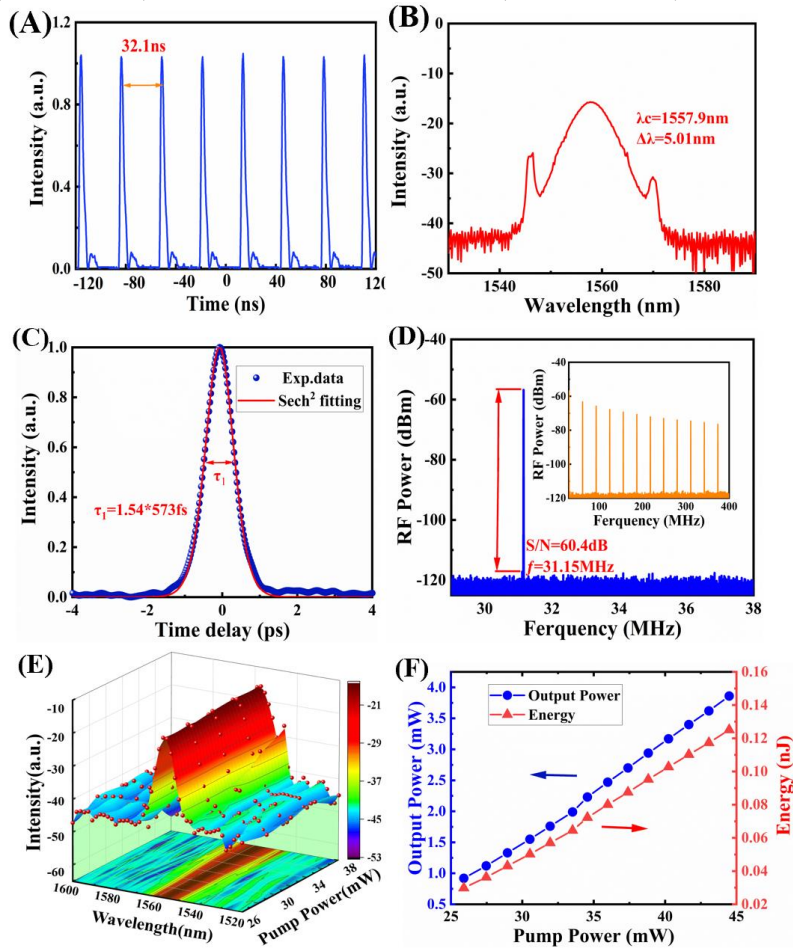 (A)
1.2
0.8
0.4
0.0
Intensity (a.u.)
32.1ns
-120
-80
-40
0
40
80
120
Time (ns)
(B)
0
-10
-20
-30
-40
-50
Intensity (a.u.)
λc=1557.9nm
Δλ=5.01nm
1540
1560
1580
Wavelength (nm)
(C)
1.0
0.8
0.6
0.4
0.2
0.0
Intensity (a.u.)
Exp.data
Sech² fitting
τ₁
τ₁=1.54*573fs
-4
-2
0
2
4
Time delay (ps)
(D)
-40
-60
-80
-100
-120
RF Power (dBm)
S/N=60.4dB
f=31.15MHz
30
32
34
36
38
Ferquency (MHz)
-40
-60
-80
-100
-120
RF Power (dBm)
100
200
300
400
Ferquency (MHz)
(E)
-10
-20
-30
-40
-50
-60
Intensity(a.u.)
1600
1580
1560
1540
1520
Wavelength(nm)
26
30
34
38
Pump Power(mW)
-21
-29
-37
-45
-53
(F)
4.0
3.5
3.0
2.5
2.0
1.5
1.0
0.5
Output Power (mW)
Output Power
Energy
0.16
0.14
0.12
0.10
0.08
0.06
0.04
0.02
Energy (nJ)
25
30
35
40
45
Pump Power (mW)